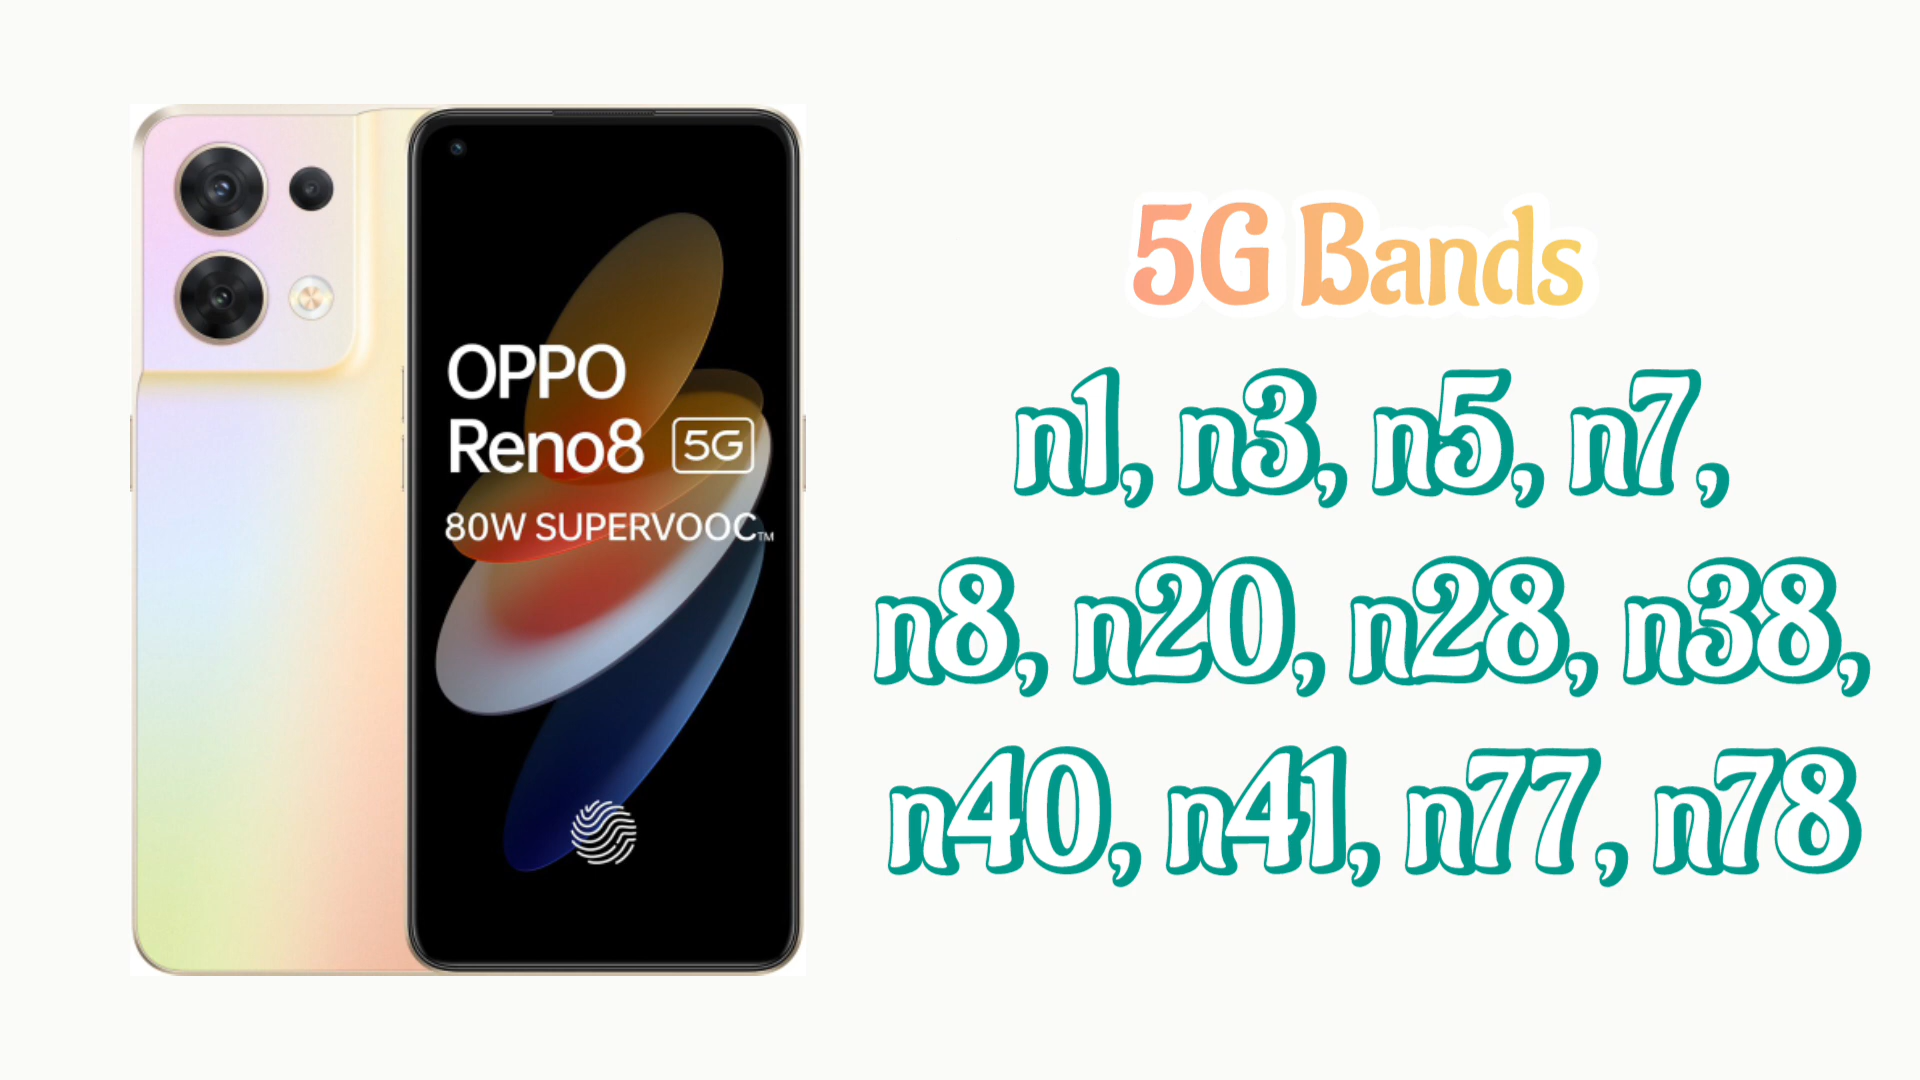 OPPO
Reno8 5G
80W SUPERVOOC™
5G Bands
n1, n3, n5, n7,
n8, n20, n28, n38,
n40, n41, n77, n78